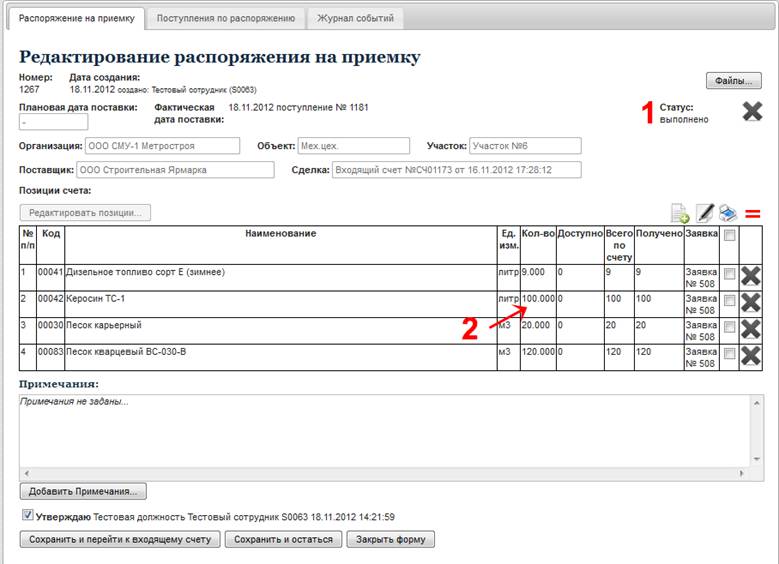 Распоряжение на приемку Поступления по распоряжению Журнал событий
Редактирование распоряжения на приемку
Номер: Дата создания:
1267 18.11.2012 создано: Тестовый сотрудник (S0063) Файлы...
Плановая дата поставки: Фактическая 18.11.2012 поступление № 1181 1 Статус:
- дата поставки: выполнено
Организация: ООО СМУ-1 Метростроя Объект: Мех.цех. Участок: Участок №6
Поставщик: ООО Строительная Ярмарка Сделка: Входящий счет №СЧ01173 от 16.11.2012 17:28:12
Позиции счета:
Редактировать позиции... =
№ Код Наименование Ед. Кол-во Доступно Всего Получено Заявка
п/п изм. по
счету
1 00041 Дизельное топливо сорт Е (зимнее) литр 9.000 0 9 9 Заявка
№ 508
2 00042 Керосин ТС-1 литр 100.000 0 100 100 Заявка
№ 508
3 00030 Песок карьерный 2 м3 20.000 0 20 20 Заявка
№ 508
4 00083 Песок кварцевый ВС-030-В м3 120.000 0 120 120 Заявка
№ 508
Примечания:
Примечания не заданы...
Добавить Примечания...
Утверждаю Тестовая должность Тестовый сотрудник S0063 18.11.2012 14:21:59
Сохранить и перейти к входящему счету Сохранить и остаться Закрыть форму